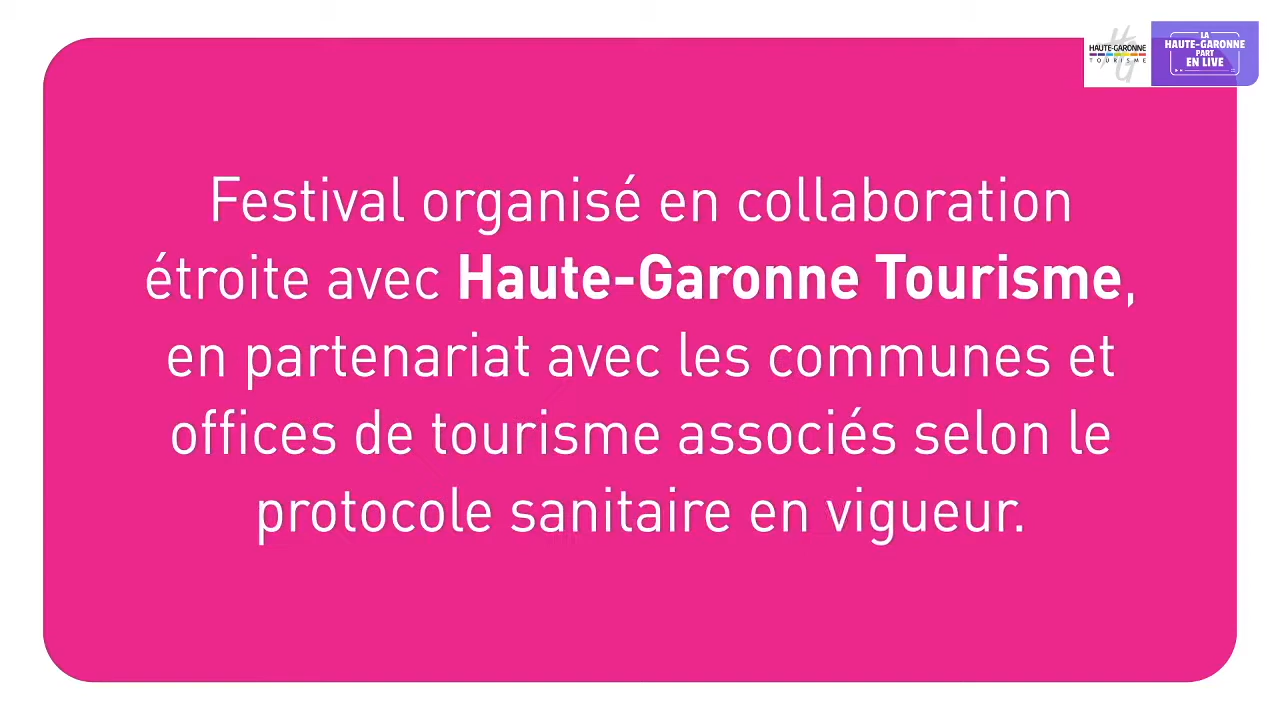 HAUTE-GARONNE
TOURISME
LA
HAUTE-GARONNE
PART
EN LIVE
Festival organisé en collaboration
étroite avec Haute-Garonne Tourisme,
en partenariat avec les communes et
offices de tourisme associés selon le
protocole sanitaire en vigueur.